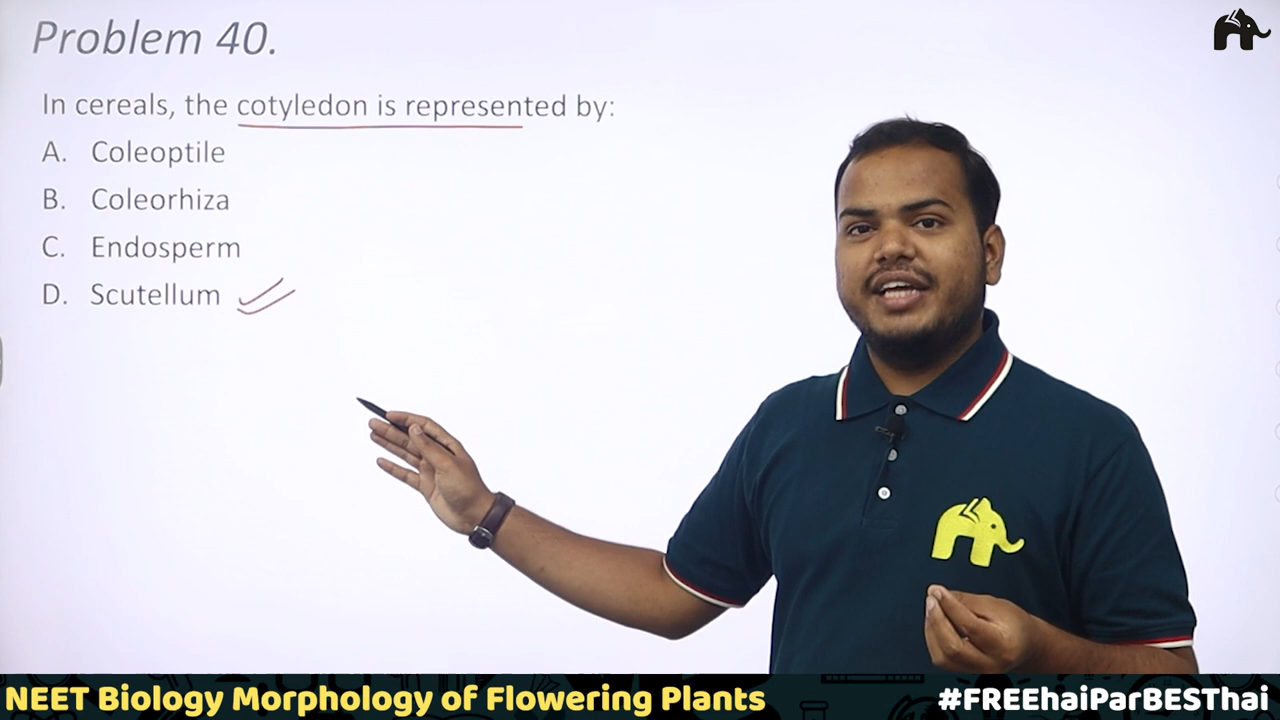 Problem 40.
In cereals, the cotyledon is represented by:
A. Coleoptile
B. Coleorhiza
C. Endosperm
D. Scutellum
NEET Biology Morphology of Flowering Plants
#FREEhaiParBESThai